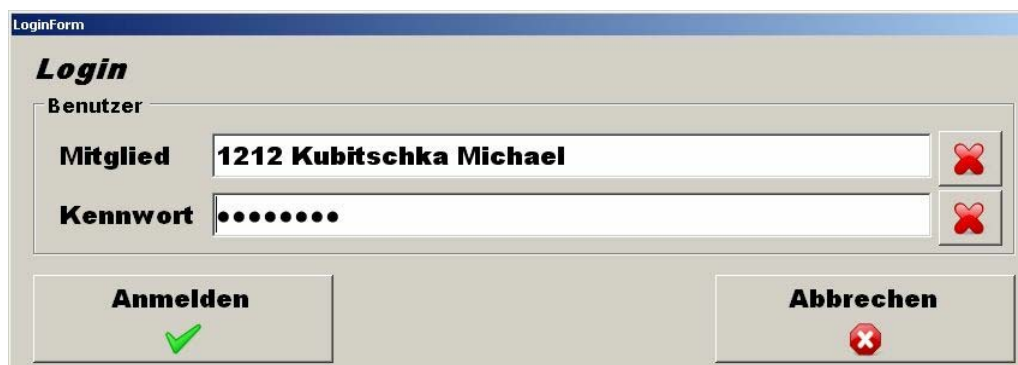 LoginForm
Login
Benutzer
Mitglied 1212 Kubitschka Michael
Kennwort ●●●●●●●●
Anmelden Abbrechen